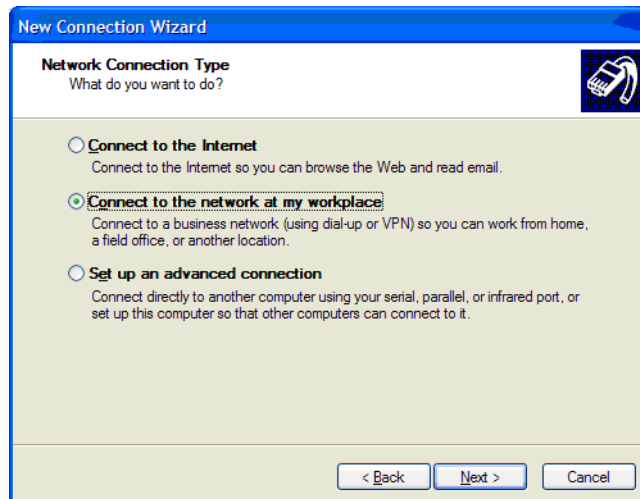 New Connection Wizard
Network Connection Type
What do you want to do?
Connect to the Internet
Connect to the Internet so you can browse the Web and read email.
Connect to the network at my workplace
Connect to a business network (using dial-up or VPN) so you can work from home,
a field office, or another location.
Set up an advanced connection
Connect directly to another computer using your serial, parallel, or infrared port, or
set up this computer so that other computers can connect to it.
< Back Next > Cancel